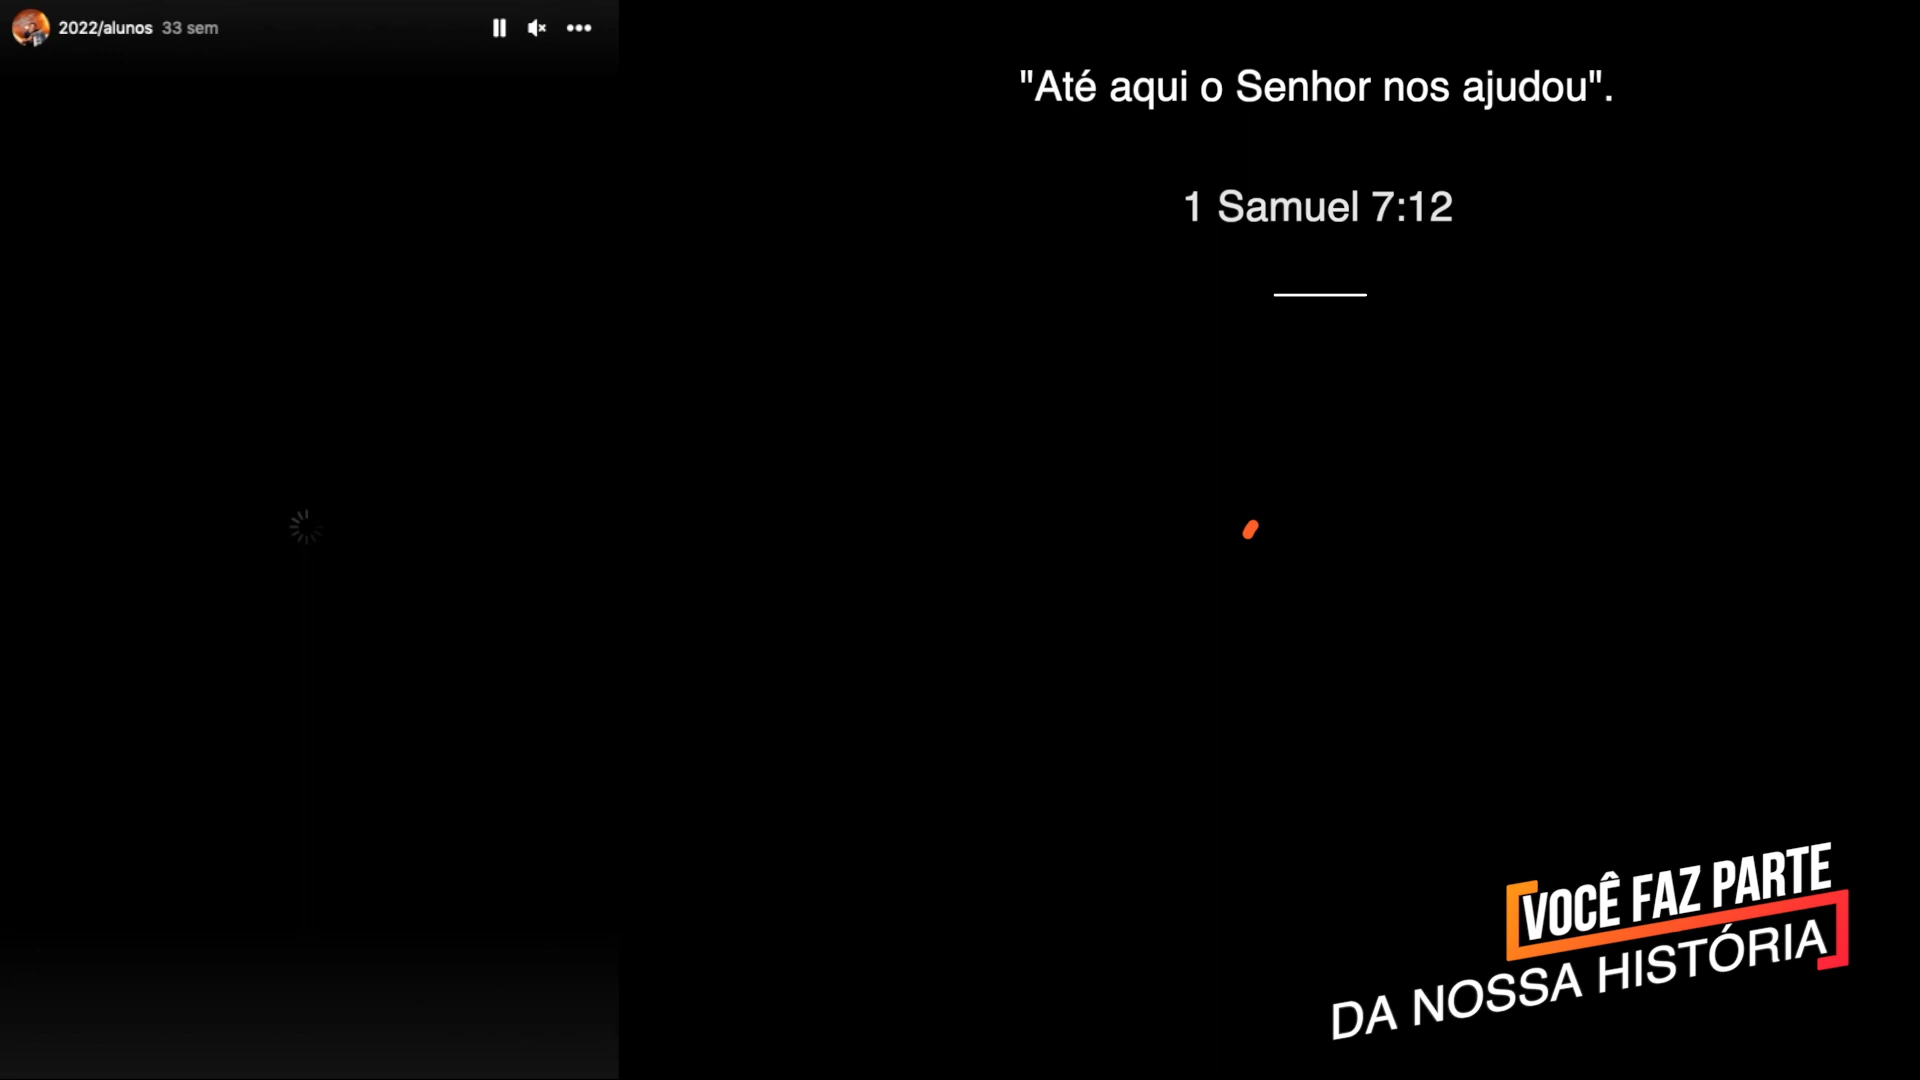 2022/alunos 33 sem
"Até aqui o Senhor nos ajudou".
1 Samuel 7:12
VOCÊ FAZ PARTE
DA NOSSA HISTÓRIA